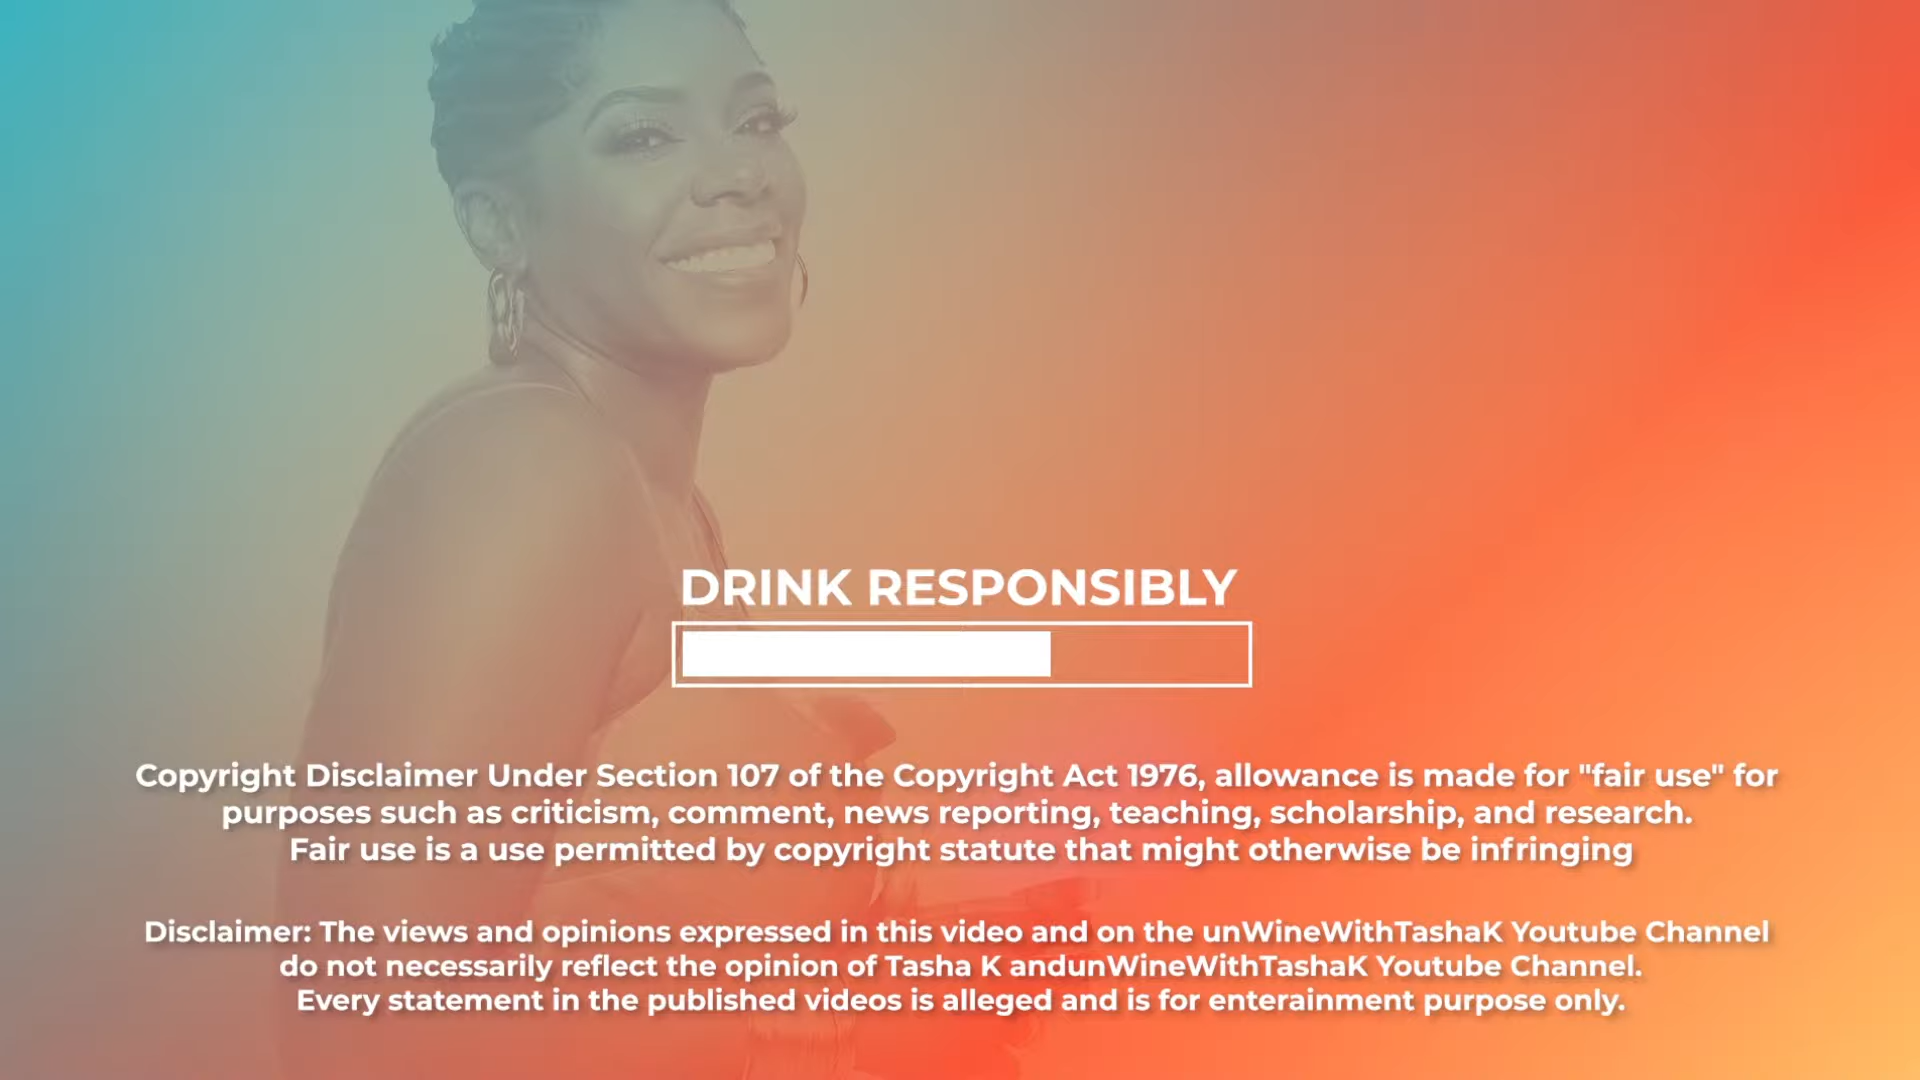 DRINK RESPONSIBLY
Copyright Disclaimer Under Section 107 of the Copyright Act 1976, allowance is made for "fair use" for
purposes such as criticism, comment, news reporting, teaching, scholarship, and research.
Fair use is a use permitted by copyright statute that might otherwise be infringing
Disclaimer: The views and opinions expressed in this video and on the unWineWithTashaK Youtube Channel
do not necessarily reflect the opinion of Tasha K andunWineWithTashaK Youtube Channel.
Every statement in the published videos is alleged and is for enterainment purpose only.